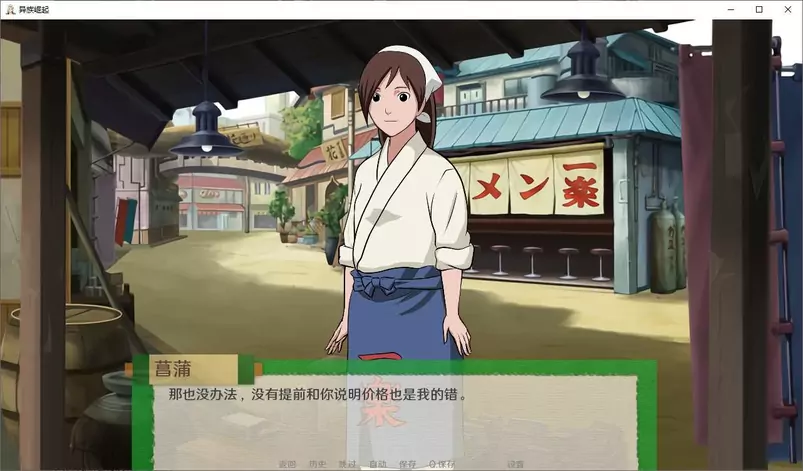 异族崛起
花
一楽
メン
菖蒲
那也没办法，没有提前和你说明价格也是我的错。
返回 历史 跳过 自动 保存 Q.保存 设置